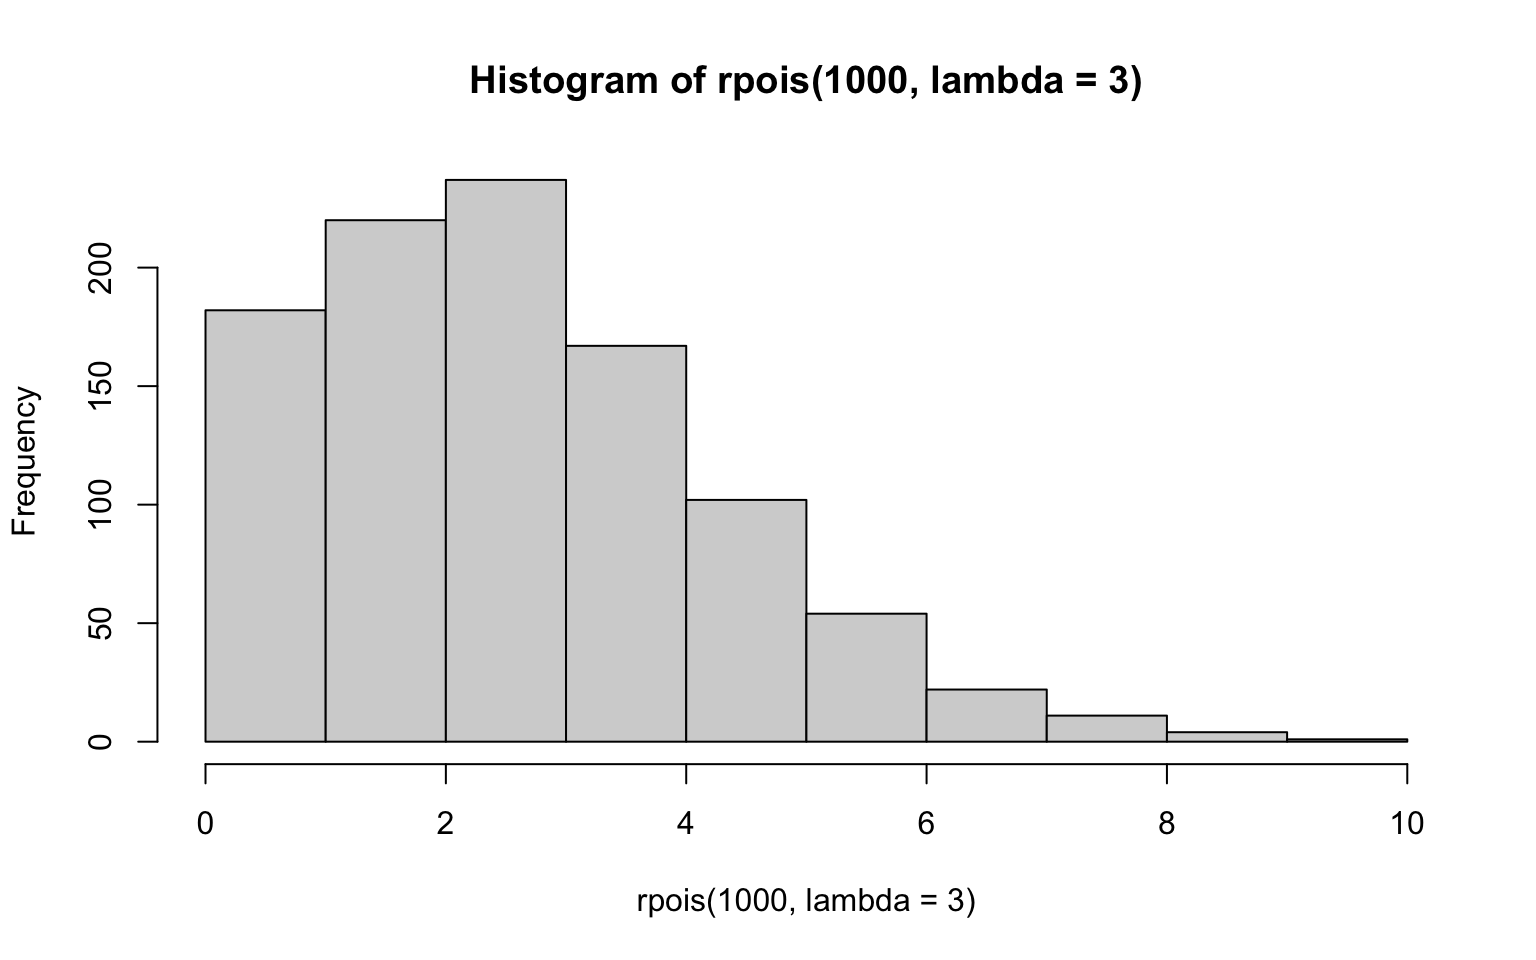 Histogram of rpois(1000, lambda = 3)
Frequency
200
150
100
50
0
0 2 4 6 8 10
rpois(1000, lambda = 3)